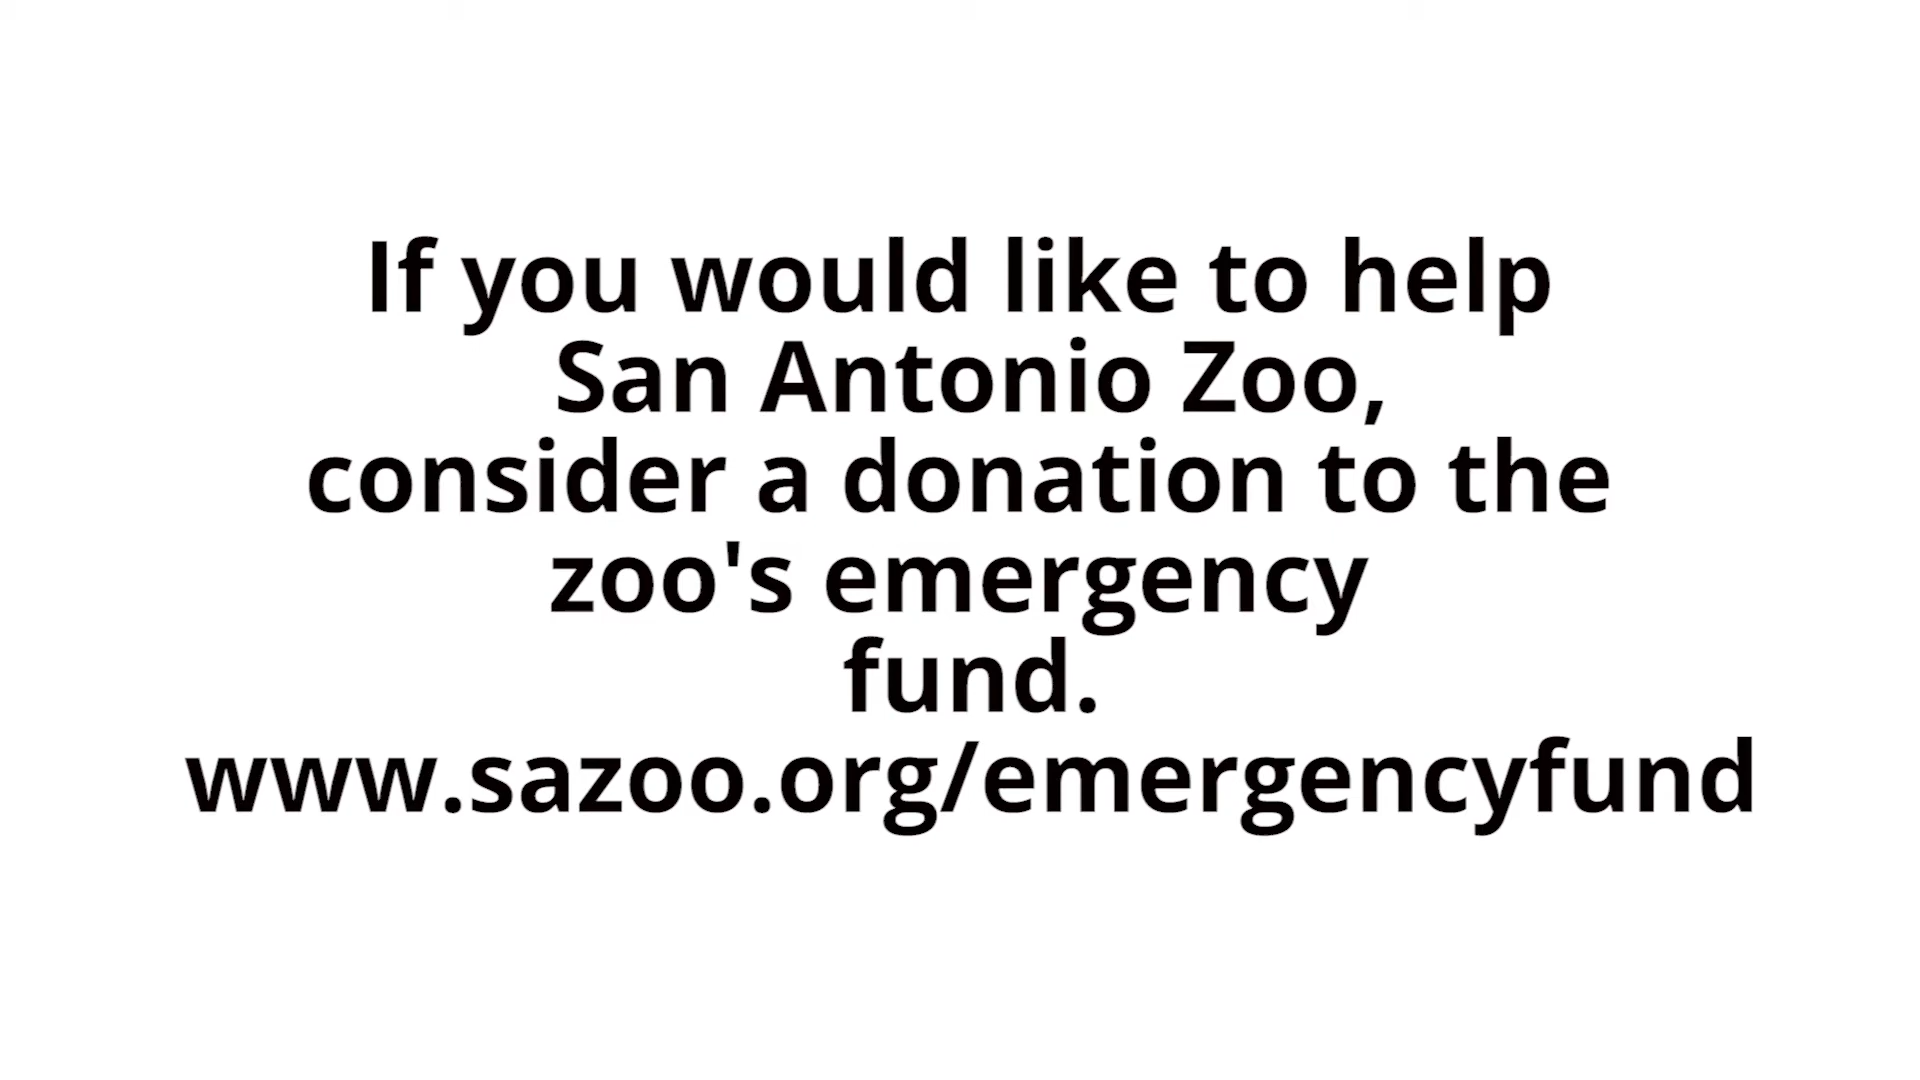 If you would like to help
San Antonio Zoo,
consider a donation to the
zoo's emergency
fund.
www.sazoo.org/emergencyfund